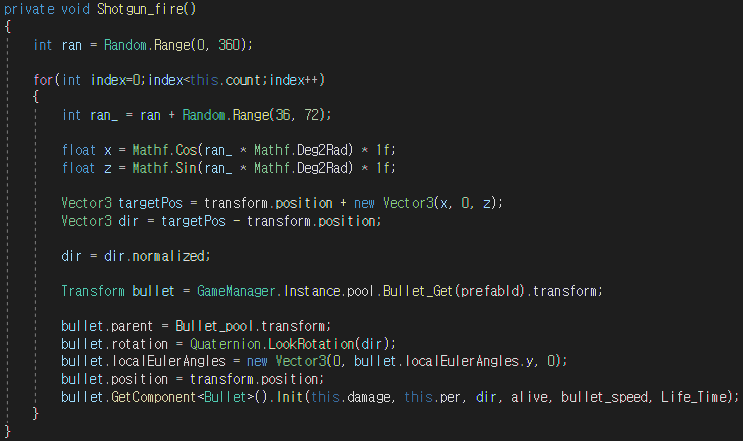 private void Shotgun_fire()
{
    int ran = Random.Range(0, 360);

    for(int index=0;index<this.count;index++)
    {
        int ran_ = ran + Random.Range(36, 72);

        float x = Mathf.Cos(ran_ * Mathf.Deg2Rad) * 1f;
        float z = Mathf.Sin(ran_ * Mathf.Deg2Rad) * 1f;

        Vector3 targetPos = transform.position + new Vector3(x, 0, z);
        Vector3 dir = targetPos - transform.position;

        dir = dir.normalized;

        Transform bullet = GameManager.Instance.pool.Bullet_Get(prefabId).transform;

        bullet.parent = Bullet_pool.transform;
        bullet.rotation = Quaternion.LookRotation(dir);
        bullet.localEulerAngles = new Vector3(0, bullet.localEulerAngles.y, 0);
        bullet.position = transform.position;
        bullet.GetComponent<Bullet>().Init(this.damage, this.per, dir, alive, bullet_speed, Life_Time);
    }
}